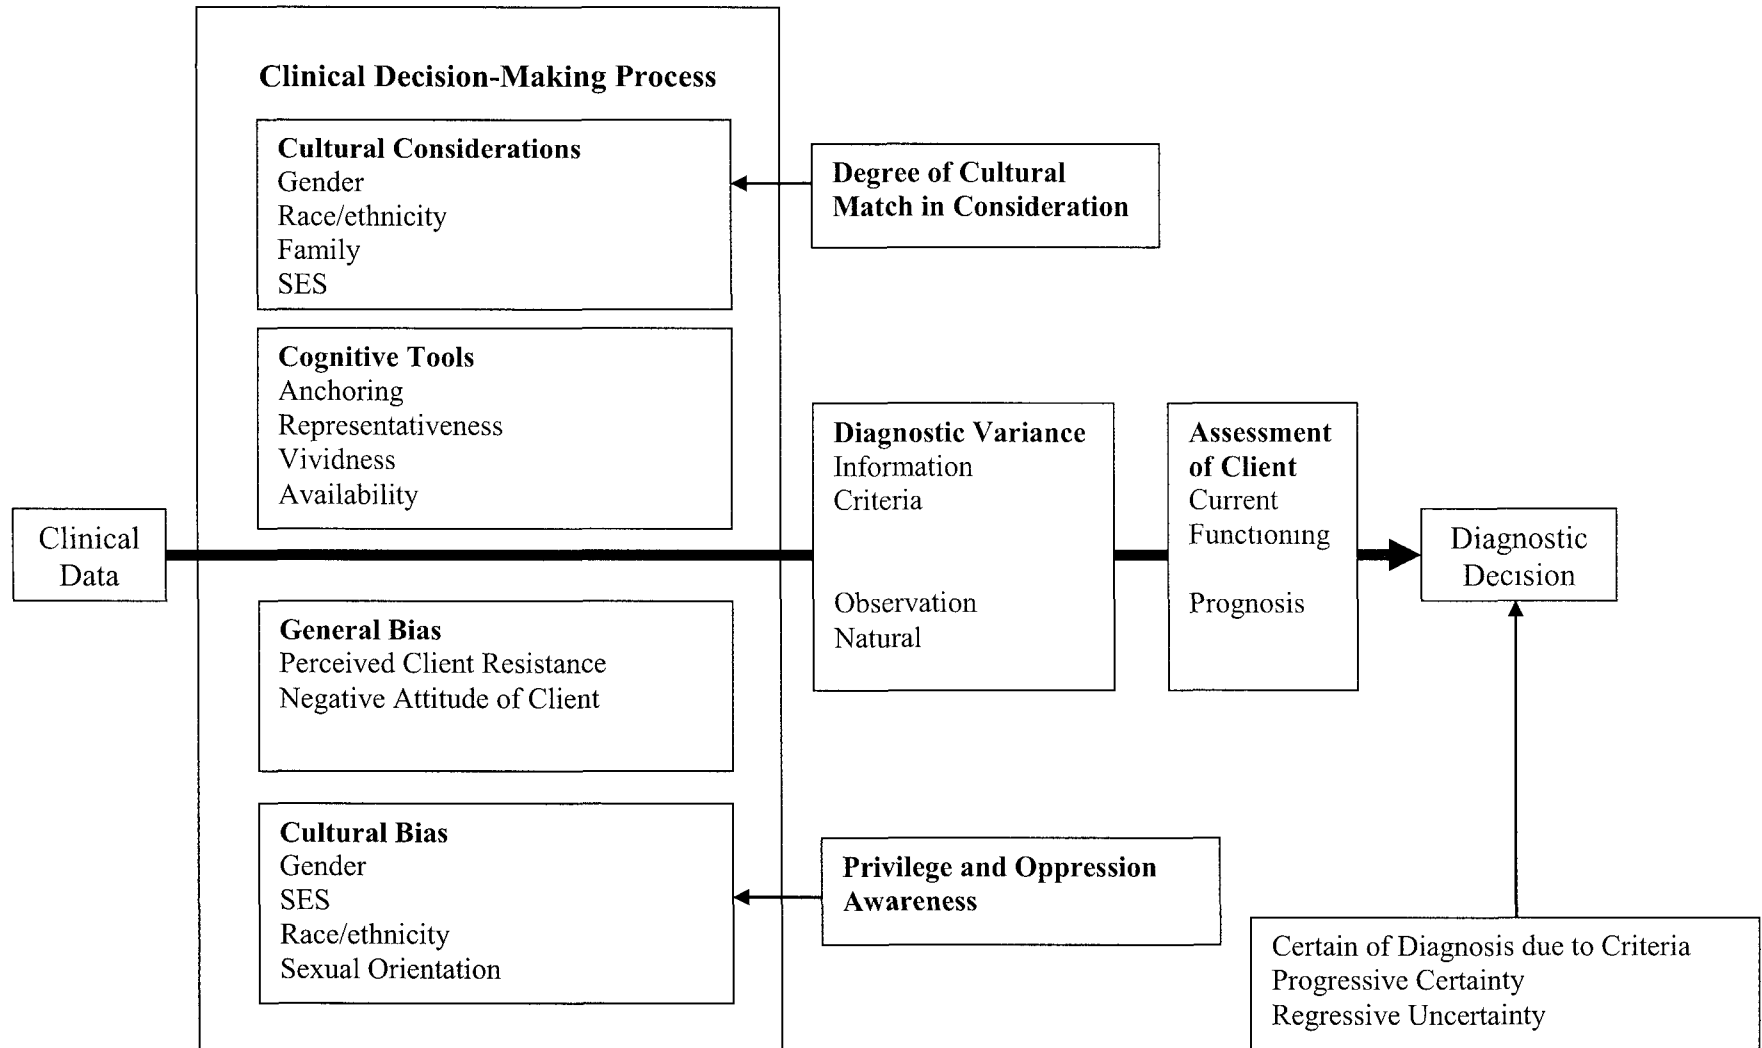 Clinical Decision-Making Process
Cultural Considerations
Gender
Race/ethnicity
Family
SES
Degree of Cultural
Match in Consideration
Cognitive Tools
Anchoring
Representativeness
Vividness
Availability
Clinical
Data
General Bias
Perceived Client Resistance
Negative Attitude of Client
Cultural Bias
Gender
SES
Race/ethnicity
Sexual Orientation
Privilege and Oppression
Awareness
Diagnostic Variance
Information
Criteria
Observation
Natural
Assessment
of Client
Current
Functioning
Prognosis
Diagnostic
Decision
Certain of Diagnosis due to Criteria
Progressive Certainty
Regressive Uncertainty